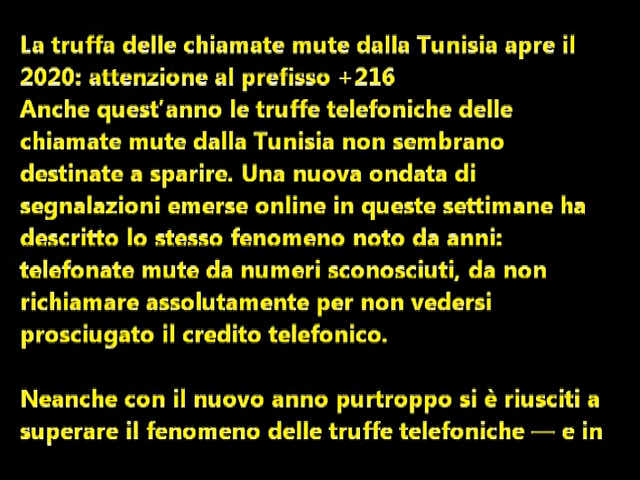 La truffa delle chiamate mute dalla Tunisia apre il
2020: attenzione al prefisso +216
Anche quest’anno le truffe telefoniche delle
chiamate mute dalla Tunisia non sembrano
destinate a sparire. Una nuova ondata di
segnalazioni emerse online in queste settimane ha
descritto lo stesso fenomeno noto da anni:
telefonate mute da numeri sconosciuti, da non
richiamare assolutamente per non vedersi
prosciugato il credito telefonico.
Neanche con il nuovo anno purtroppo si è riusciti a
superare il fenomeno delle truffe telefoniche — e in